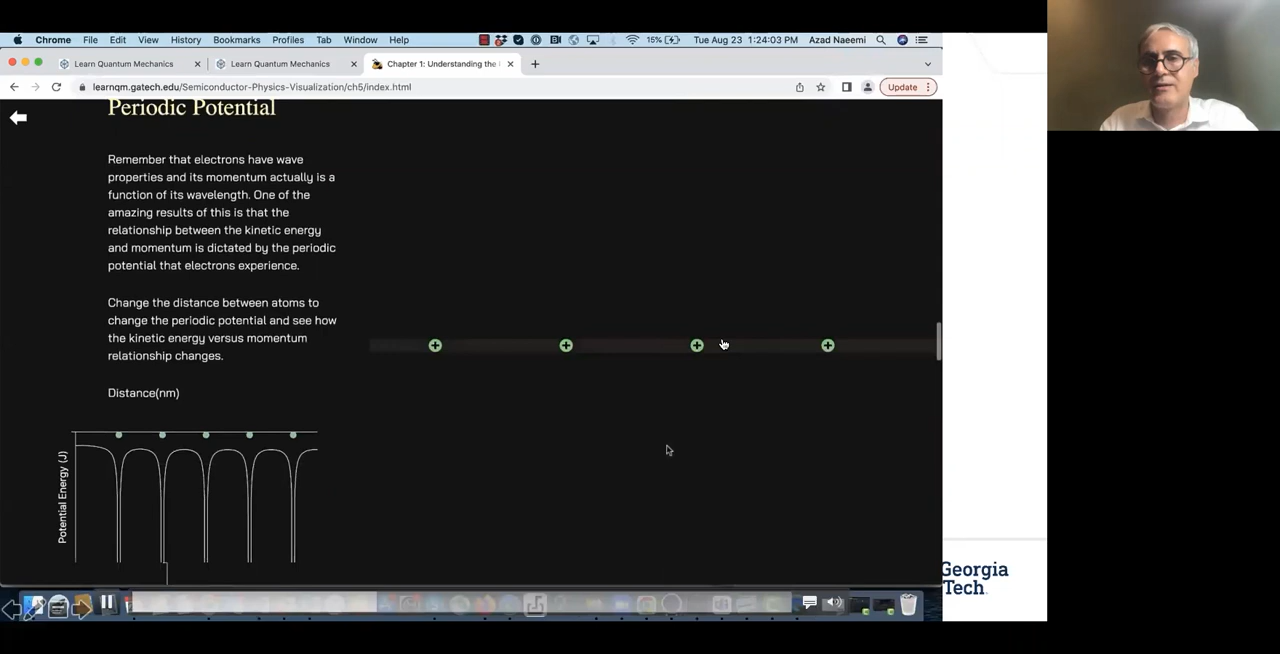 Chrome File Edit View History Bookmarks Profiles Tab Window Help 15% Tue Aug 23 1:24:03 PM Azad Naeemi
Learn Quantum Mechanics × Learn Quantum Mechanics × Chapter 1: Understanding the × +
learnqm.gatech.edu/Semiconductor-Physics-Visualization/ch5/index.html Update
Periodic Potential
Remember that electrons have wave
properties and its momentum actually is a
function of its wavelength. One of the
amazing results of this is that the
relationship between the kinetic energy
and momentum is dictated by the periodic
potential that electrons experience.
Change the distance between atoms to
change the periodic potential and see how
the kinetic energy versus momentum
relationship changes.
Distance(nm)
Potential Energy (J)
+ + + +
Georgia
Tech